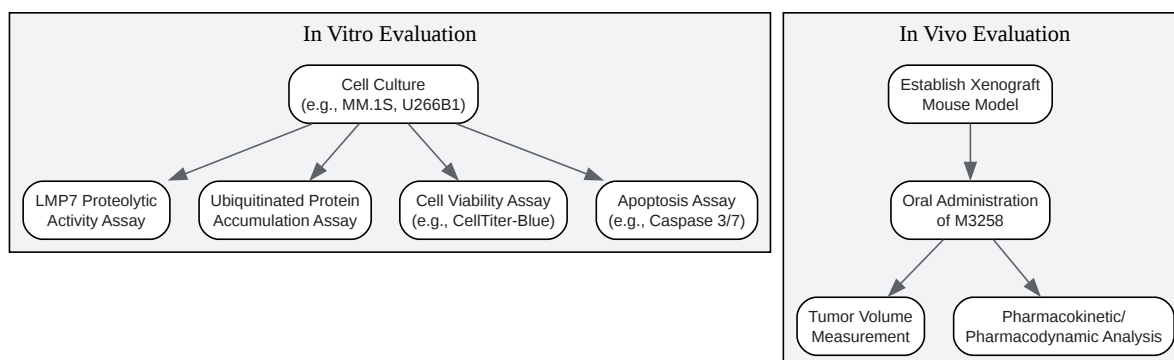 In Vitro Evaluation
Cell Culture
(e.g., MM.1S, U266B1)
LMP7 Proteolytic
Activity Assay
Ubiquitinated Protein
Accumulation Assay
Cell Viability Assay
(e.g., CellTiter-Blue)
Apoptosis Assay
(e.g., Caspase 3/7)
In Vivo Evaluation
Establish Xenograft
Mouse Model
Oral Administration
of M3258
Tumor Volume
Measurement
Pharmacokinetic/
Pharmacodynamic Analysis